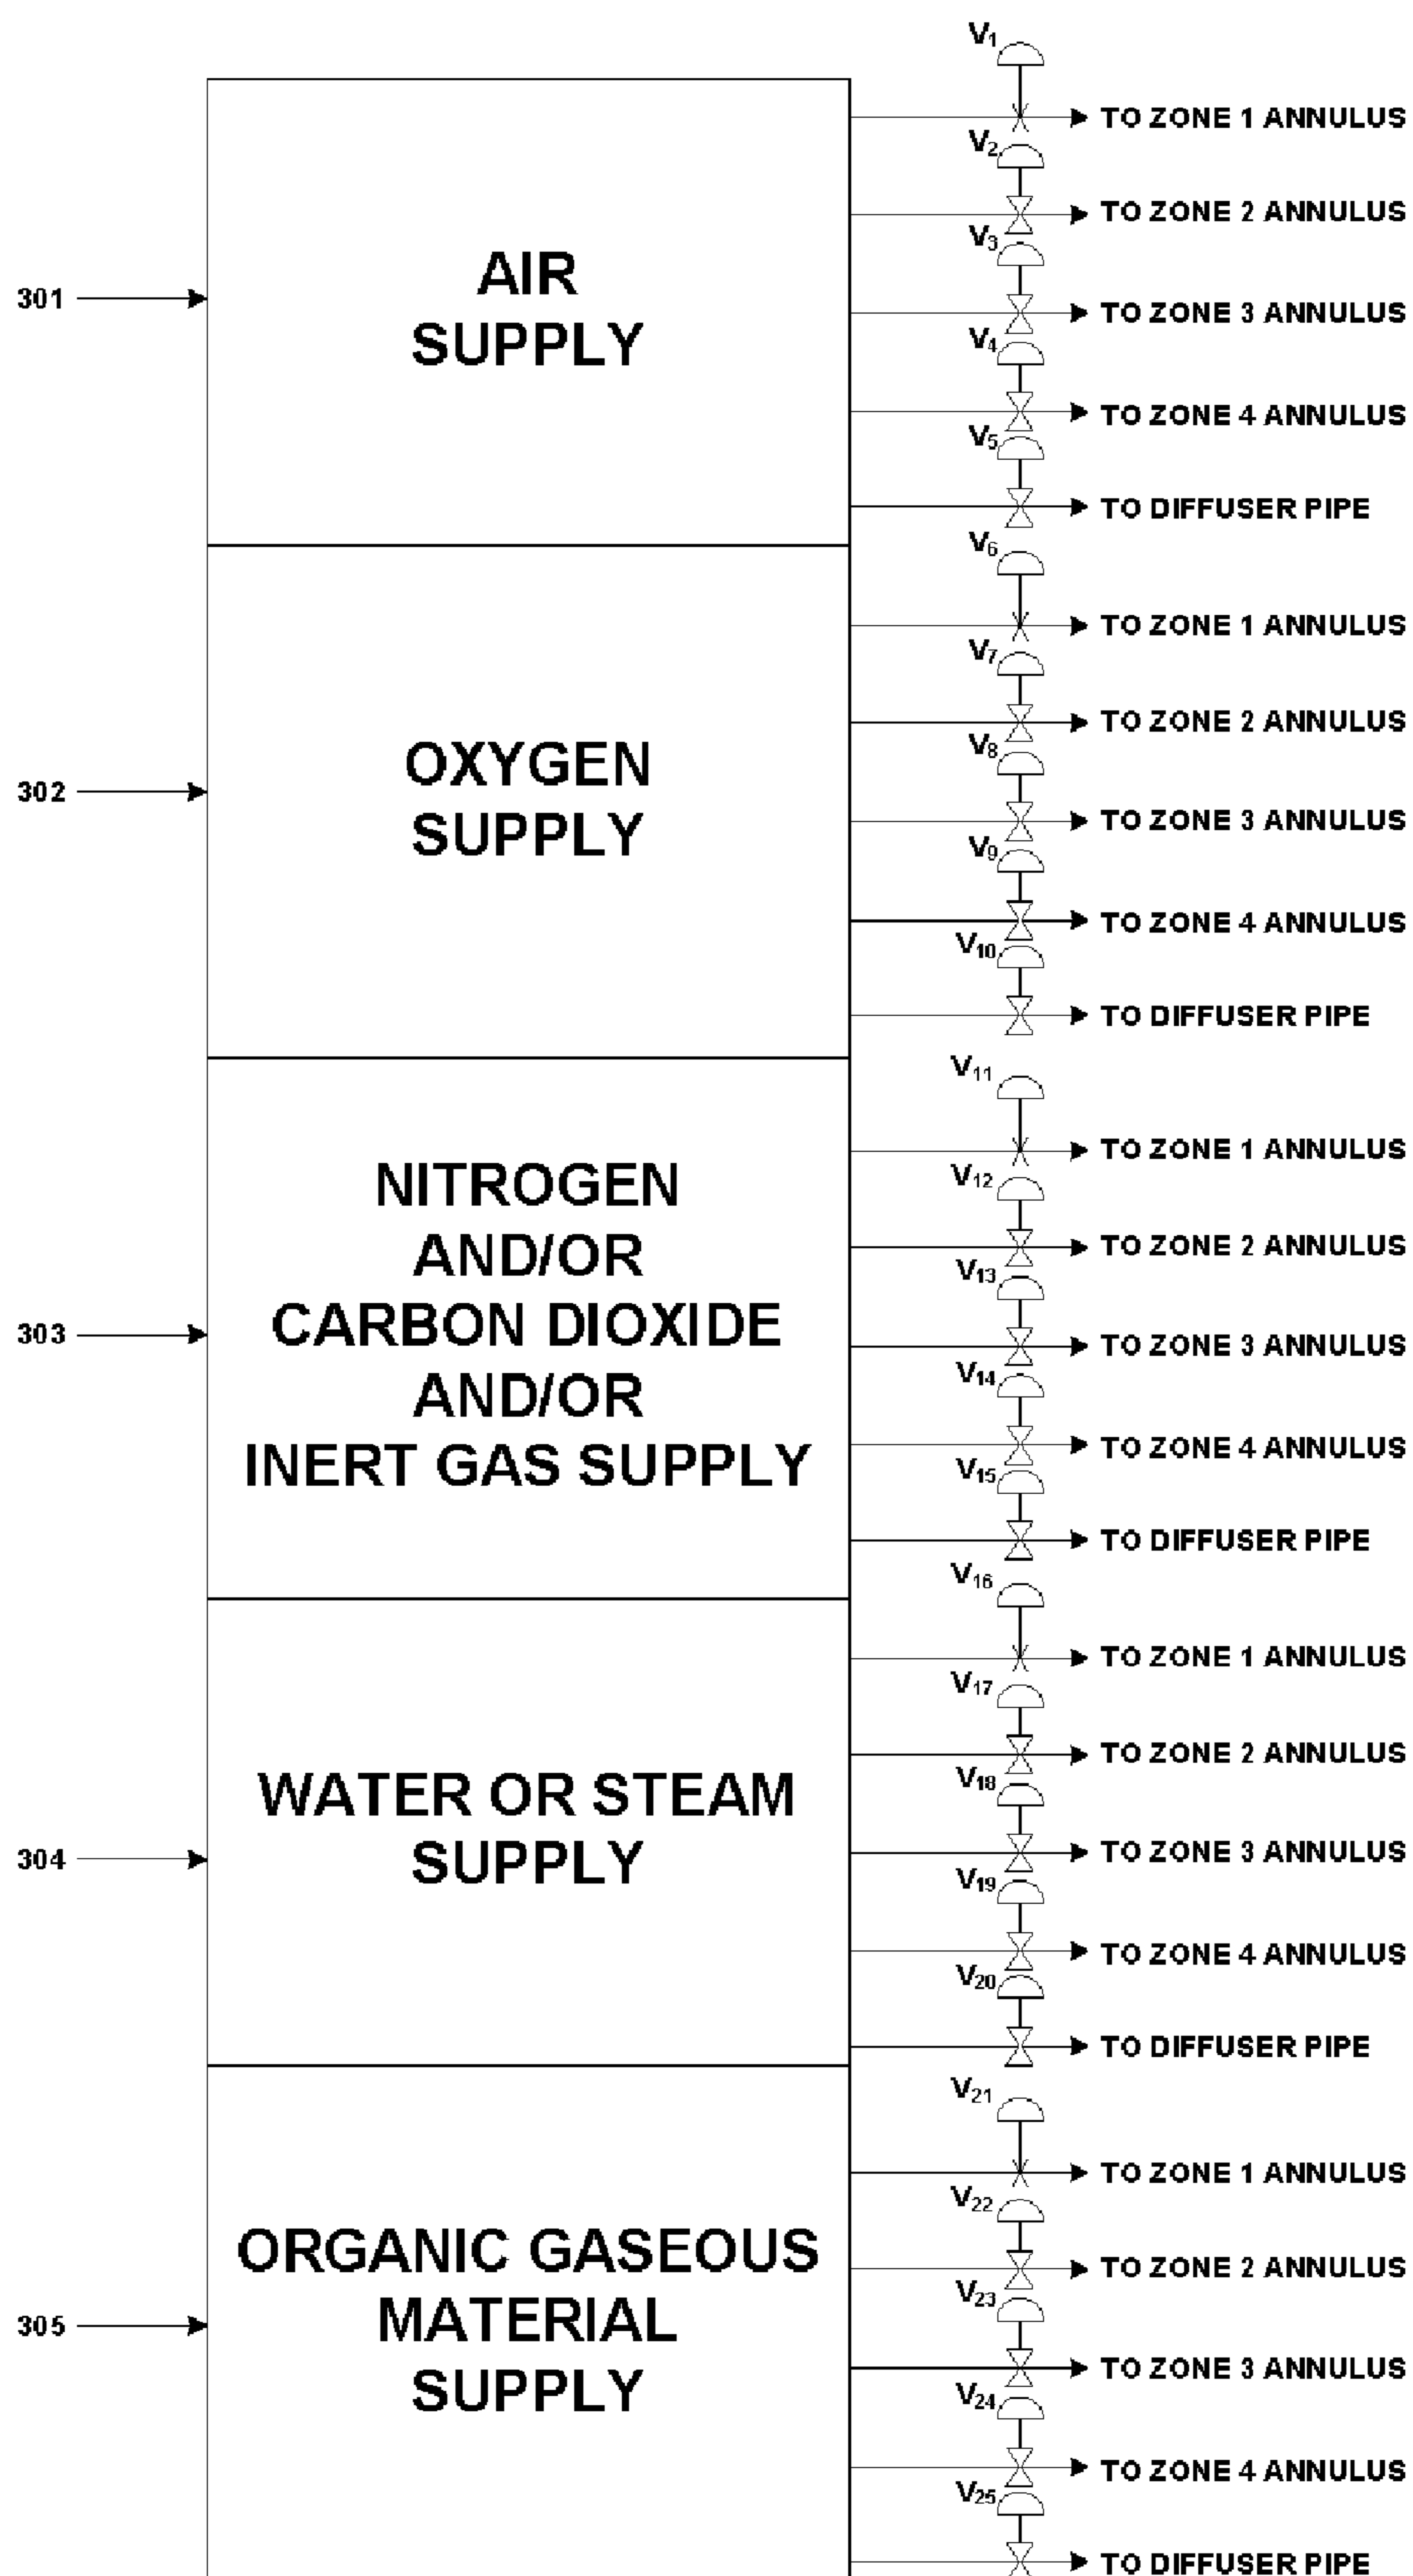 V1
TO ZONE 1 ANNULUS
V2
TO ZONE 2 ANNULUS
V3
301
AIR
SUPPLY
TO ZONE 3 ANNULUS
V4
TO ZONE 4 ANNULUS
V5
TO DIFFUSER PIPE
V6
TO ZONE 1 ANNULUS
V7
TO ZONE 2 ANNULUS
V8
302
OXYGEN
SUPPLY
TO ZONE 3 ANNULUS
V9
TO ZONE 4 ANNULUS
V10
TO DIFFUSER PIPE
V11
TO ZONE 1 ANNULUS
V12
TO ZONE 2 ANNULUS
V13
303
NITROGEN
AND/OR
CARBON DIOXIDE
AND/OR
INERT GAS SUPPLY
TO ZONE 3 ANNULUS
V14
TO ZONE 4 ANNULUS
V15
TO DIFFUSER PIPE
V16
TO ZONE 1 ANNULUS
V17
TO ZONE 2 ANNULUS
V18
304
WATER OR STEAM
SUPPLY
TO ZONE 3 ANNULUS
V19
TO ZONE 4 ANNULUS
V20
TO DIFFUSER PIPE
V21
TO ZONE 1 ANNULUS
V22
TO ZONE 2 ANNULUS
V23
305
ORGANIC GASEOUS
MATERIAL
SUPPLY
TO ZONE 3 ANNULUS
V24
TO ZONE 4 ANNULUS
V25
TO DIFFUSER PIPE